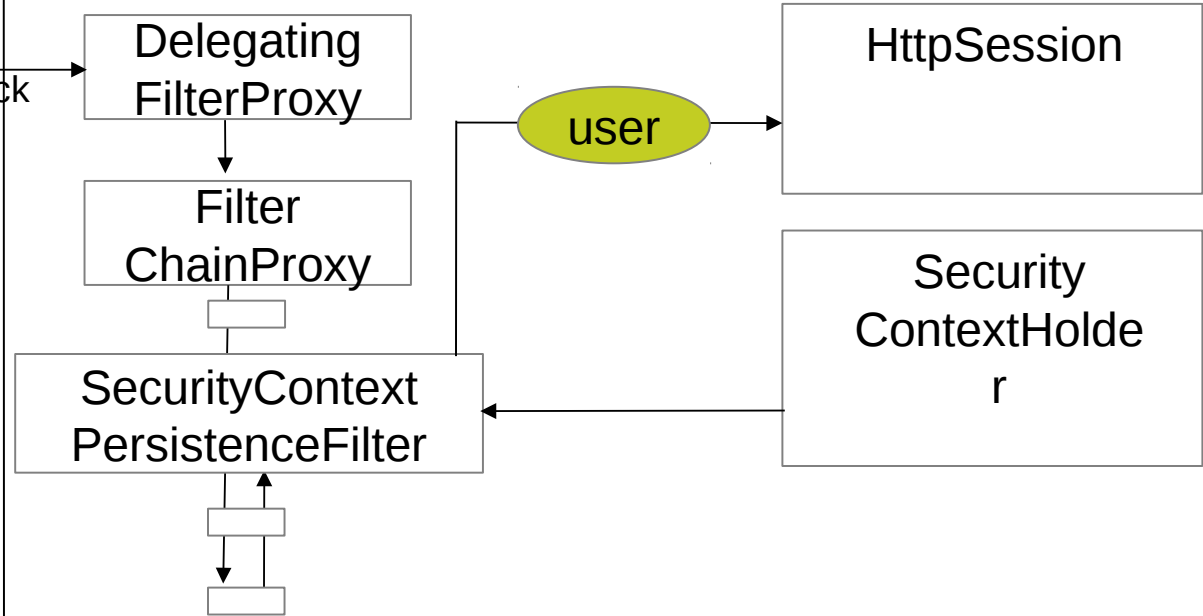 Delegating
FilterProxy
HttpSession
ck
user
Filter
ChainProxy
Security
ContextHolde
r
SecurityContext
PersistenceFilter